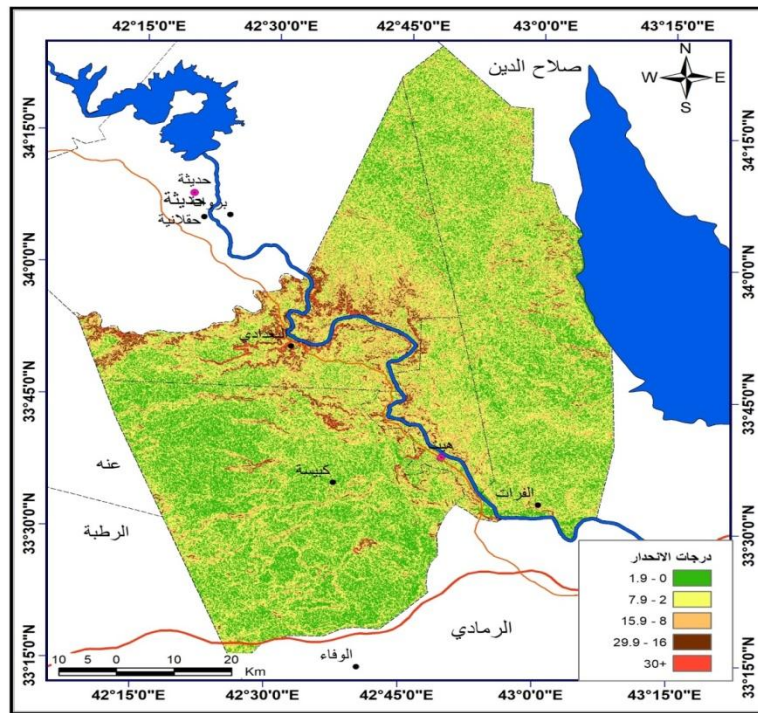 42°15'0"E 42°30'0"E 42°45'0"E 43°0'0"E 43°15'0"E
صلاح الدين
N
W E
S
34°15'0"N
34°15'0"N
حديثة
حديثة
بروانة
حقلانية
34°0'0"N
34°0'0"N
البغدادي
33°45'0"N
33°45'0"N
هيت
عنه
كبيسة
الفرات
الرطبة
33°30'0"N
33°30'0"N
درجات الانحدار
1.9 - 0
7.9 - 2
15.9 - 8
29.9 - 16
30+
الرمادي
الوفاء
33°15'0"N
33°15'0"N
10 5 0 10 20
Km
42°15'0"E 42°30'0"E 42°45'0"E 43°0'0"E 43°15'0"E